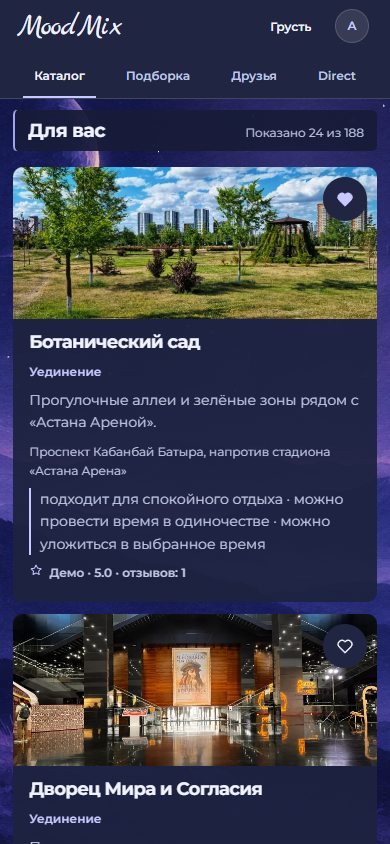 MoodMix
Грусть
А
Каталог Подборка Друзья Direct
Для вас
Показано 24 из 188
Ботанический сад
Уединение
Прогулочные аллеи и зелёные зоны рядом с
«Астана Ареной».
Проспект Кабанбай Батыра, напротив стадиона
«Астана Арена»
подходит для спокойного отдыха · можно
провести время в одиночестве · можно
уложиться в выбранное время
Демо · 5.0 · отзывов: 1
Дворец Мира и Согласия
Уединение